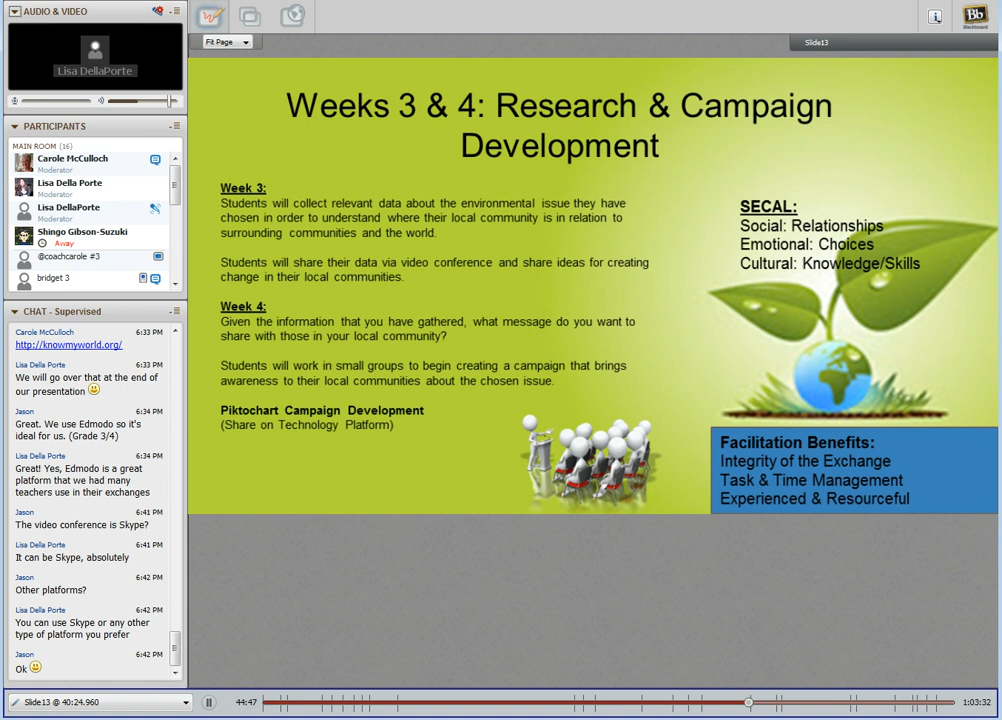 AUDIO & VIDEO
Lisa DellaPorte
PARTICIPANTS
MAIN ROOM (16)
Carole McCulloch
Moderator
Lisa Della Porte
Moderator
Lisa DellaPorte
Moderator
Shingo Gibson-Suzuki
Away
@coachcarole #3
bridget 3
CHAT - Supervised
Carole McCulloch 6:33 PM
http://knowmyworld.org/
Lisa Della Porte 6:33 PM
We will go over that at the end of
our presentation
Jason 6:34 PM
Great. We use Edmodo so it's
ideal for us. (Grade 3/4)
Lisa Della Porte 6:34 PM
Great! Yes, Edmodo is a great
platform that we had many
teachers use in their exchanges
Jason 6:41 PM
The video conference is Skype?
Lisa Della Porte 6:41 PM
It can be Skype, absolutely
Jason 6:42 PM
Other platforms?
Lisa Della Porte 6:42 PM
You can use Skype or any other
type of platform you prefer
Jason 6:42 PM
Ok
Fit Page
Slide13
Bb
Blackboard
Weeks 3 & 4: Research & Campaign
Development
Week 3:
Students will collect relevant data about the environmental issue they have
chosen in order to understand where their local community is in relation to
surrounding communities and the world.
Students will share their data via video conference and share ideas for creating
change in their local communities.
Week 4:
Given the information that you have gathered, what message do you want to
share with those in your local community?
Students will work in small groups to begin creating a campaign that brings
awareness to their local communities about the chosen issue.
Piktochart Campaign Development
(Share on Technology Platform)
SECAL:
Social: Relationships
Emotional: Choices
Cultural: Knowledge/Skills
Facilitation Benefits:
Integrity of the Exchange
Task & Time Management
Experienced & Resourceful
Slide13 @ 40:24.960
44:47
1:03:32